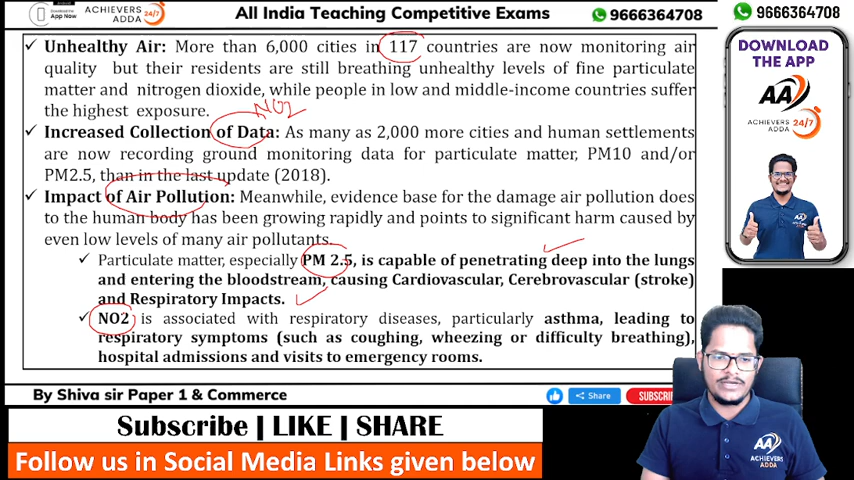 ACHIEVERS
ADDA 24/7
App Now
All India Teaching Competitive Exams
9666364708
9666364708
✓ Unhealthy Air: More than 6,000 cities in 117 countries are now monitoring air
quality but their residents are still breathing unhealthy levels of fine particulate
matter and nitrogen dioxide, while people in low and middle-income countries suffer
the highest exposure.
NO2
✓ Increased Collection of Data: As many as 2,000 more cities and human settlements
are now recording ground monitoring data for particulate matter, PM10 and/or
PM2.5, than in the last update (2018).
✓ Impact of Air Pollution: Meanwhile, evidence base for the damage air pollution does
to the human body has been growing rapidly and points to significant harm caused by
even low levels of many air pollutants.
✓ Particulate matter, especially PM 2.5, is capable of penetrating deep into the lungs
and entering the bloodstream, causing Cardiovascular, Cerebrovascular (stroke)
and Respiratory Impacts.
✓ NO2 is associated with respiratory diseases, particularly asthma, leading to
respiratory symptoms (such as coughing, wheezing or difficulty breathing),
hospital admissions and visits to emergency rooms.
DOWNLOAD
THE APP
AA
ACHIEVERS
ADDA 24/7
By Shiva sir Paper 1 & Commerce
Share
SUBSCRI
Subscribe | LIKE | SHARE
Follow us in Social Media Links given below
AA
ACHIEVERS
ADDA